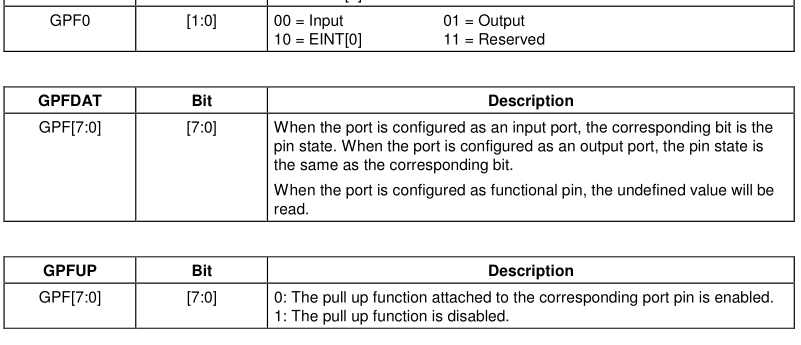 GPF0 [1:0] 00 = Input 01 = Output
10 = EINT[0] 11 = Reserved
GPFDAT Bit Description
GPF[7:0] [7:0] When the port is configured as an input port, the corresponding bit is the
pin state. When the port is configured as an output port, the pin state is
the same as the corresponding bit.
When the port is configured as functional pin, the undefined value will be
read.
GPFUP Bit Description
GPF[7:0] [7:0] 0: The pull up function attached to the corresponding port pin is enabled.
1: The pull up function is disabled.